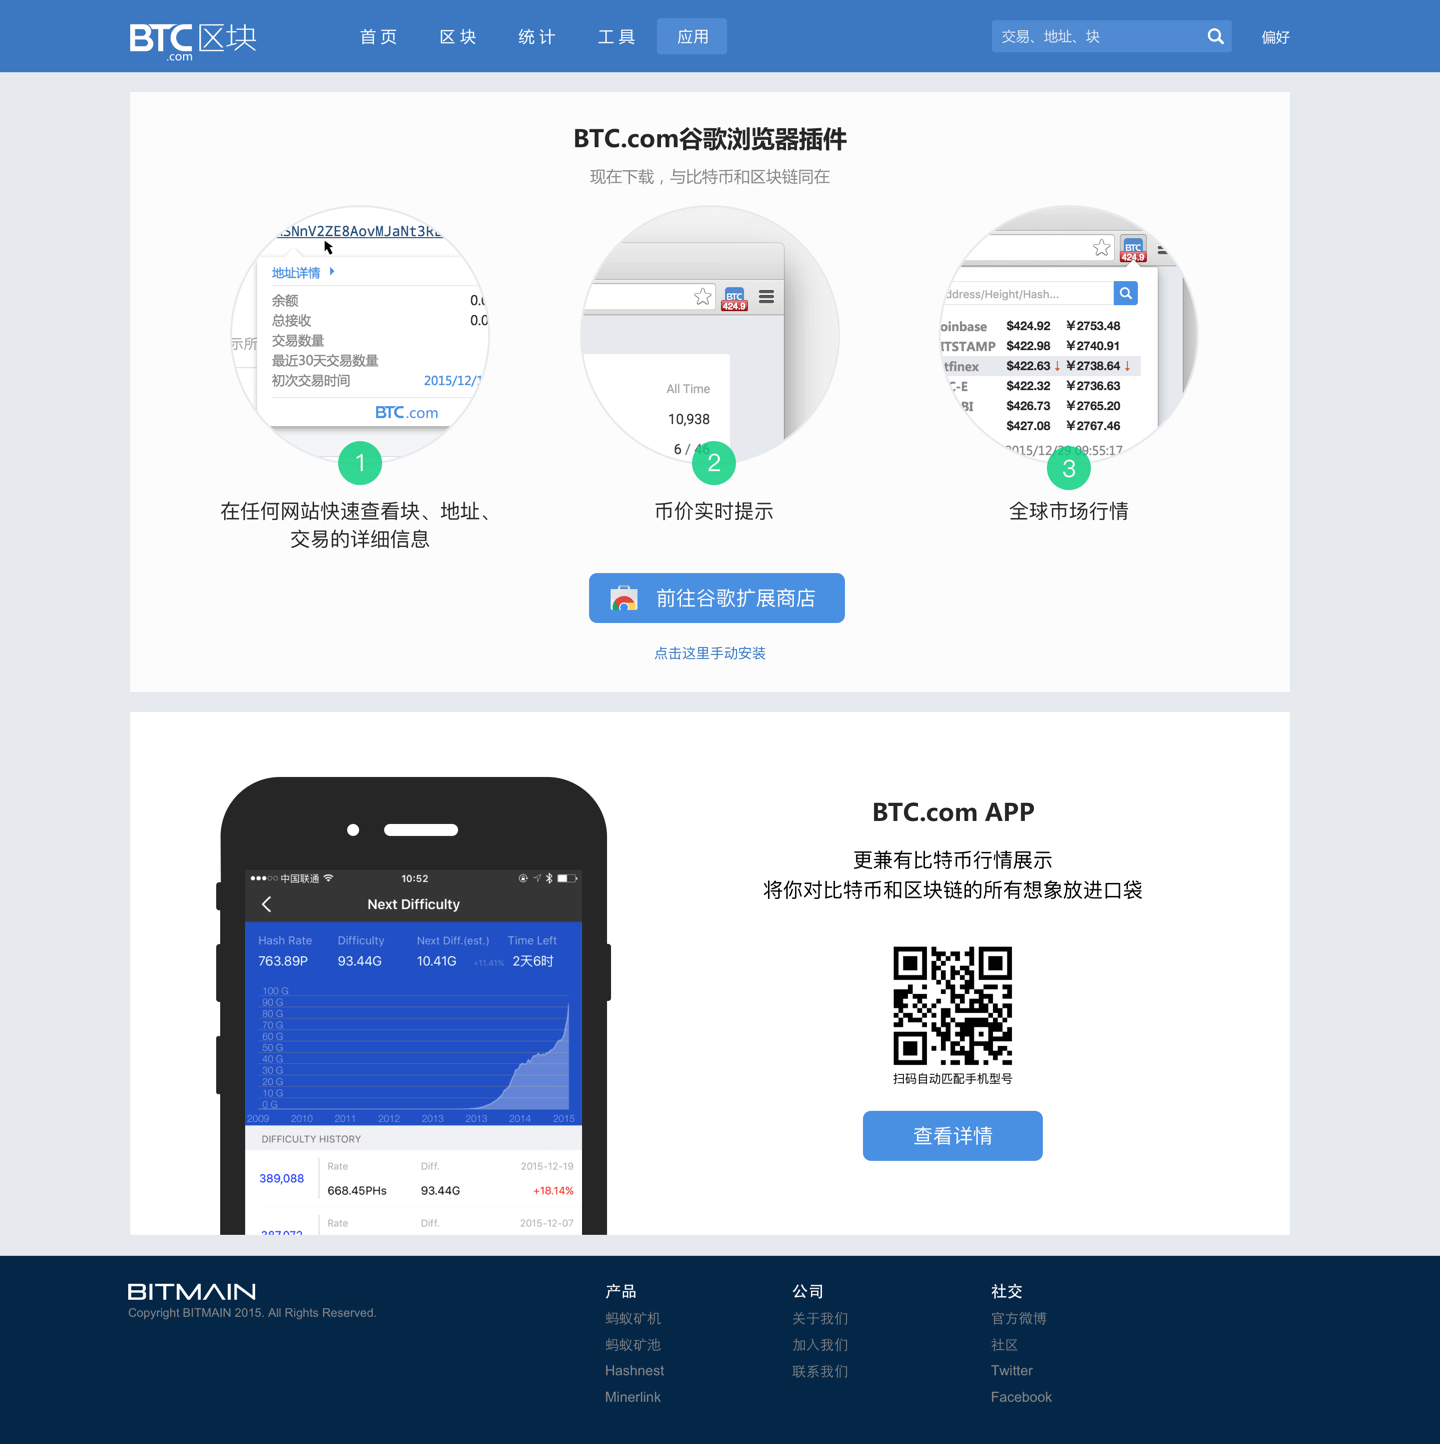 BTC.com 区块
首页 区块 统计 工具 应用
交易、地址、块
偏好
BTC.com谷歌浏览器插件
现在下载，与比特币和区块链同在
SNnV2ZE8AovMJaNt3R
地址详情
余额 0.0
总接收 0.0
交易数量
最近30天交易数量
初次交易时间 2015/12/1
示所
BTC.com
1
在任何网站快速查看块、地址、
交易的详细信息
BTC
424.9
All Time
10,938
6 / 46
2
币价实时提示
BTC
424.9
ddress/Height/Hash...
oinbase $424.92 ￥2753.48
ITSTAMP $422.98 ￥2740.91
tfinex $422.63 ↓ ￥2738.64 ↓
C-E $422.32 ￥2736.63
BI $426.73 ￥2765.20
$427.08 ￥2767.46
2015/12/29 09:55:17
3
全球市场行情
前往谷歌扩展商店
点击这里手动安装
中国联通 10:52
Next Difficulty
Hash Rate Difficulty Next Diff.(est.) Time Left
763.89P 93.44G 10.41G +11.41% 2天6时
100 G
90 G
80 G
70 G
60 G
50 G
40 G
30 G
20 G
10 G
0 G
2009 2010 2011 2012 2013 2013 2014 2015
DIFFICULTY HISTORY
Rate Diff. 2015-12-19
389,088 668.45PHs 93.44G +18.14%
Rate Diff. 2015-12-07
387,072
BTC.com APP
更兼有比特币行情展示
将你对比特币和区块链的所有想象放进口袋
扫码自动匹配手机型号
查看详情
BITMAIN
Copyright BITMAIN 2015. All Rights Reserved.
产品
蚂蚁矿机
蚂蚁矿池
Hashnest
Minerlink
公司
关于我们
加入我们
联系我们
社交
官方微博
社区
Twitter
Facebook